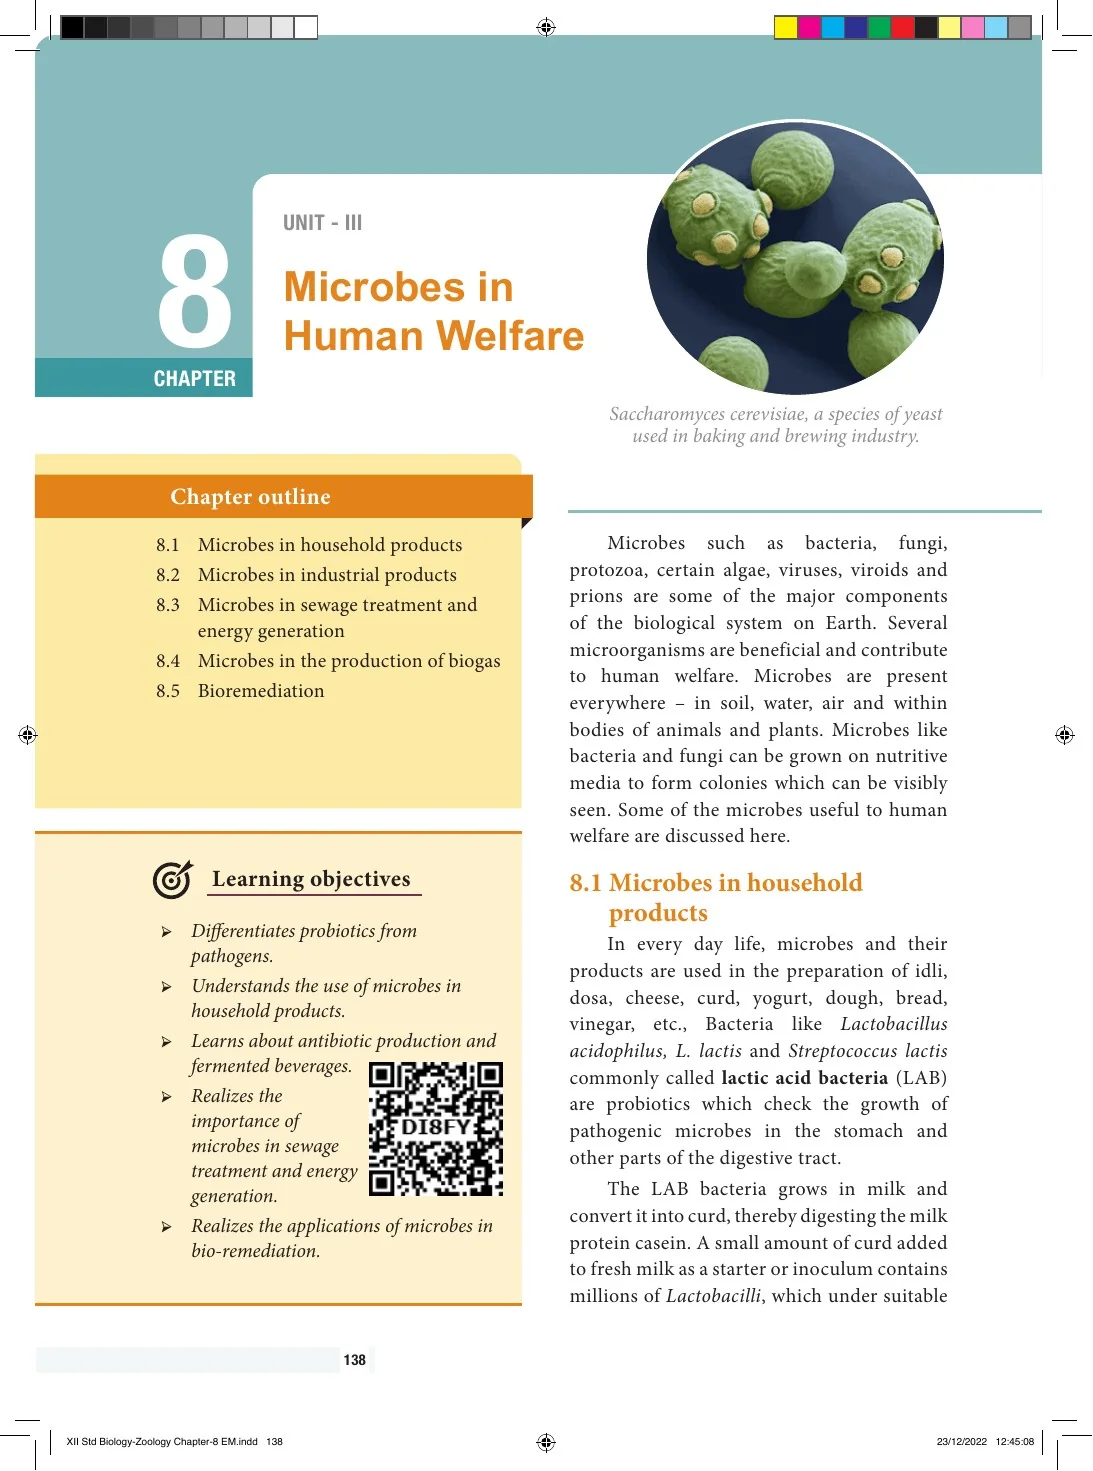 UNIT - III
8
CHAPTER
Microbes in
Human Welfare
Saccharomyces cerevisiae, a species of yeast
used in baking and brewing industry.
Chapter outline
8.1 Microbes in household products
8.2 Microbes in industrial products
8.3 Microbes in sewage treatment and
energy generation
8.4 Microbes in the production of biogas
8.5 Bioremediation
Learning objectives
➢ Differentiates probiotics from
pathogens.
➢ Understands the use of microbes in
household products.
➢ Learns about antibiotic production and
fermented beverages.
➢ Realizes the
importance of
microbes in sewage
treatment and energy
generation.
DI8FY
➢ Realizes the applications of microbes in
bio-remediation.
Microbes such as bacteria, fungi,
protozoa, certain algae, viruses, viroids and
prions are some of the major components
of the biological system on Earth. Several
microorganisms are beneficial and contribute
to human welfare. Microbes are present
everywhere – in soil, water, air and within
bodies of animals and plants. Microbes like
bacteria and fungi can be grown on nutritive
media to form colonies which can be visibly
seen. Some of the microbes useful to human
welfare are discussed here.
8.1 Microbes in household
products
In every day life, microbes and their
products are used in the preparation of idli,
dosa, cheese, curd, yogurt, dough, bread,
vinegar, etc., Bacteria like Lactobacillus
acidophilus, L. lactis and Streptococcus lactis
commonly called lactic acid bacteria (LAB)
are probiotics which check the growth of
pathogenic microbes in the stomach and
other parts of the digestive tract.
The LAB bacteria grows in milk and
convert it into curd, thereby digesting the milk
protein casein. A small amount of curd added
to fresh milk as a starter or inoculum contains
millions of Lactobacilli, which under suitable
138
XII Std Biology-Zoology Chapter-8 EM.indd 138
23/12/2022 12:45:08